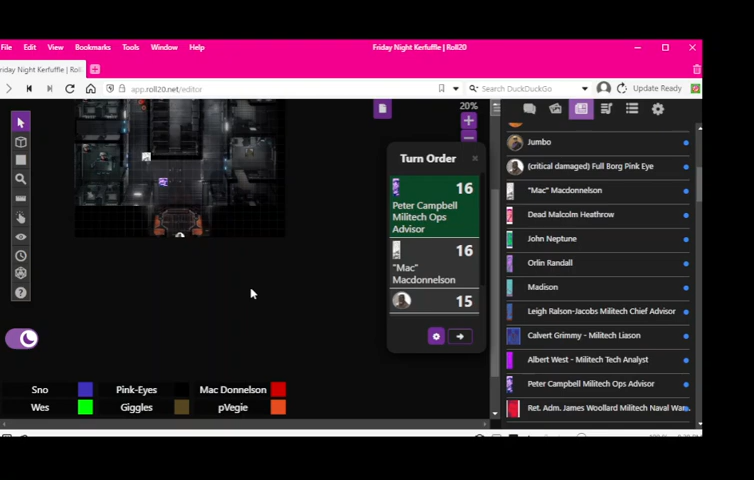 File Edit View Bookmarks Tools Window Help
Friday Night Kerfuffle | Roll20
riday Night Kerfuffle | Roll
app.roll20.net/editor
Search DuckDuckGo
Update Ready
20%
Turn Order
16
Peter Campbell
Militech Ops
Advisor
16
"Mac"
Macdonnelson
15
Jumbo
(critical damaged) Full Borg Pink Eye
"Mac" Macdonnelson
Dead Malcolm Heathrow
John Neptune
Orlin Randall
Madison
Leigh Ralson-Jacobs Militech Chief Advisor
Calvert Grimmy - Militech Liason
Albert West - Militech Tech Analyst
Peter Campbell Militech Ops Advisor
Ret. Adm. James Woollard Militech Naval War
Sno Pink-Eyes Mac Donnelson
Wes Giggles pVegie